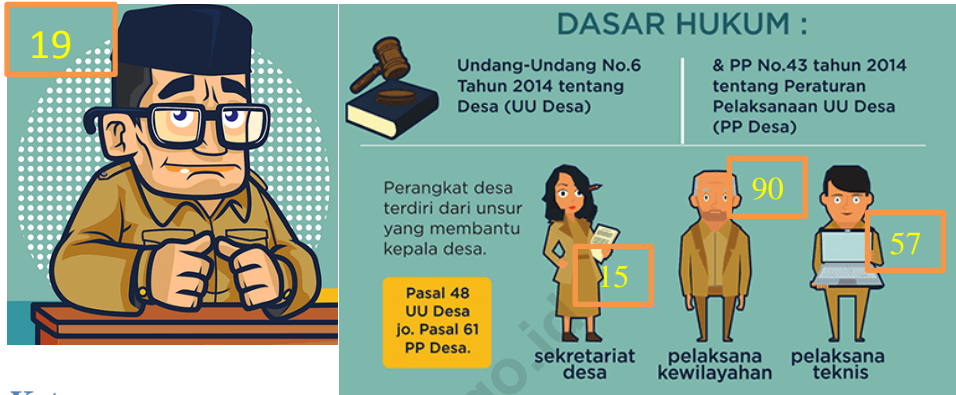 19
DASAR HUKUM :
Undang-Undang No.6
Tahun 2014 tentang
Desa (UU Desa)
& PP No.43 tahun 2014
tentang Peraturan
Pelaksanaan UU Desa
(PP Desa)
Perangkat desa
terdiri dari unsur
yang membantu
kepala desa.
Pasal 48
UU Desa
jo. Pasal 61
PP Desa.
15
90
57
sekretariat
desa
pelaksana
kewilayahan
pelaksana
teknis
go.id